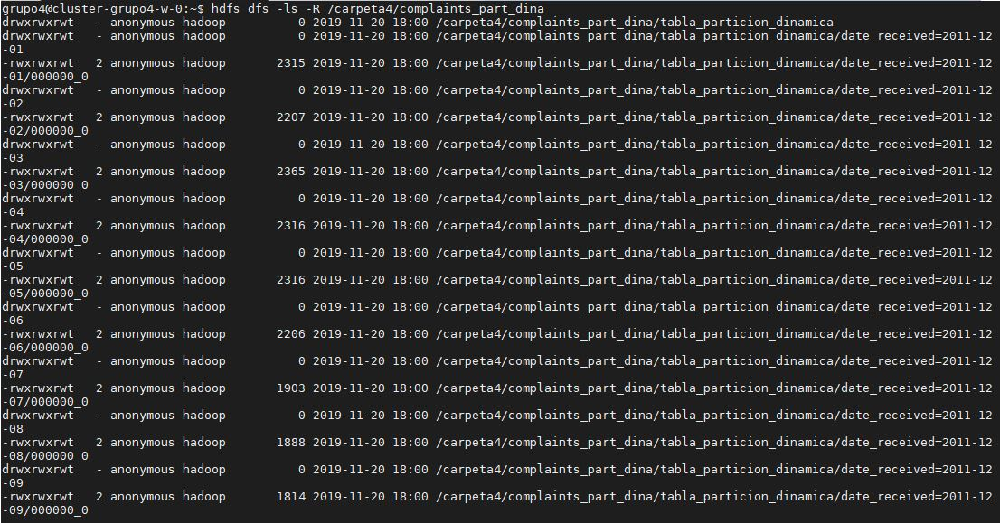 grupo4@cluster-grupo4-w-0:~$ hdfs dfs -ls -R /carpeta4/complaints_part_dina
drwxrwxrwt   - anonymous hadoop          0 2019-11-20 18:00 /carpeta4/complaints_part_dina/tabla_particion_dinamica
drwxrwxrwt   - anonymous hadoop          0 2019-11-20 18:00 /carpeta4/complaints_part_dina/tabla_particion_dinamica/date_received=2011-12
-01
-rwxrwxrwt   2 anonymous hadoop       2315 2019-11-20 18:00 /carpeta4/complaints_part_dina/tabla_particion_dinamica/date_received=2011-12
-01/000000_0
drwxrwxrwt   - anonymous hadoop          0 2019-11-20 18:00 /carpeta4/complaints_part_dina/tabla_particion_dinamica/date_received=2011-12
-02
-rwxrwxrwt   2 anonymous hadoop       2207 2019-11-20 18:00 /carpeta4/complaints_part_dina/tabla_particion_dinamica/date_received=2011-12
-02/000000_0
drwxrwxrwt   - anonymous hadoop          0 2019-11-20 18:00 /carpeta4/complaints_part_dina/tabla_particion_dinamica/date_received=2011-12
-03
-rwxrwxrwt   2 anonymous hadoop       2365 2019-11-20 18:00 /carpeta4/complaints_part_dina/tabla_particion_dinamica/date_received=2011-12
-03/000000_0
drwxrwxrwt   - anonymous hadoop          0 2019-11-20 18:00 /carpeta4/complaints_part_dina/tabla_particion_dinamica/date_received=2011-12
-04
-rwxrwxrwt   2 anonymous hadoop       2316 2019-11-20 18:00 /carpeta4/complaints_part_dina/tabla_particion_dinamica/date_received=2011-12
-04/000000_0
drwxrwxrwt   - anonymous hadoop          0 2019-11-20 18:00 /carpeta4/complaints_part_dina/tabla_particion_dinamica/date_received=2011-12
-05
-rwxrwxrwt   2 anonymous hadoop       2316 2019-11-20 18:00 /carpeta4/complaints_part_dina/tabla_particion_dinamica/date_received=2011-12
-05/000000_0
drwxrwxrwt   - anonymous hadoop          0 2019-11-20 18:00 /carpeta4/complaints_part_dina/tabla_particion_dinamica/date_received=2011-12
-06
-rwxrwxrwt   2 anonymous hadoop       2206 2019-11-20 18:00 /carpeta4/complaints_part_dina/tabla_particion_dinamica/date_received=2011-12
-06/000000_0
drwxrwxrwt   - anonymous hadoop          0 2019-11-20 18:00 /carpeta4/complaints_part_dina/tabla_particion_dinamica/date_received=2011-12
-07
-rwxrwxrwt   2 anonymous hadoop       1903 2019-11-20 18:00 /carpeta4/complaints_part_dina/tabla_particion_dinamica/date_received=2011-12
-07/000000_0
drwxrwxrwt   - anonymous hadoop          0 2019-11-20 18:00 /carpeta4/complaints_part_dina/tabla_particion_dinamica/date_received=2011-12
-08
-rwxrwxrwt   2 anonymous hadoop       1888 2019-11-20 18:00 /carpeta4/complaints_part_dina/tabla_particion_dinamica/date_received=2011-12
-08/000000_0
drwxrwxrwt   - anonymous hadoop          0 2019-11-20 18:00 /carpeta4/complaints_part_dina/tabla_particion_dinamica/date_received=2011-12
-09
-rwxrwxrwt   2 anonymous hadoop       1814 2019-11-20 18:00 /carpeta4/complaints_part_dina/tabla_particion_dinamica/date_received=2011-12
-09/000000_0